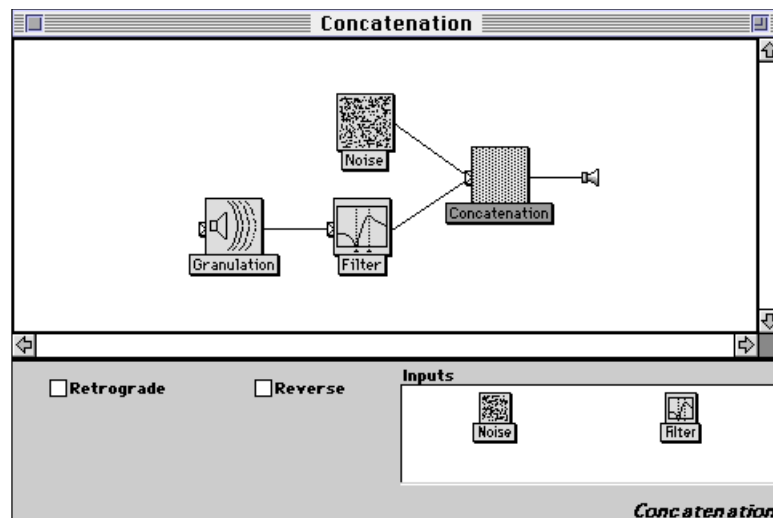 Concatenation
Noise
Concatenation
Granulation
Filter
Retrograde
Reverse
Inputs
Noise
Filter
Concatenation